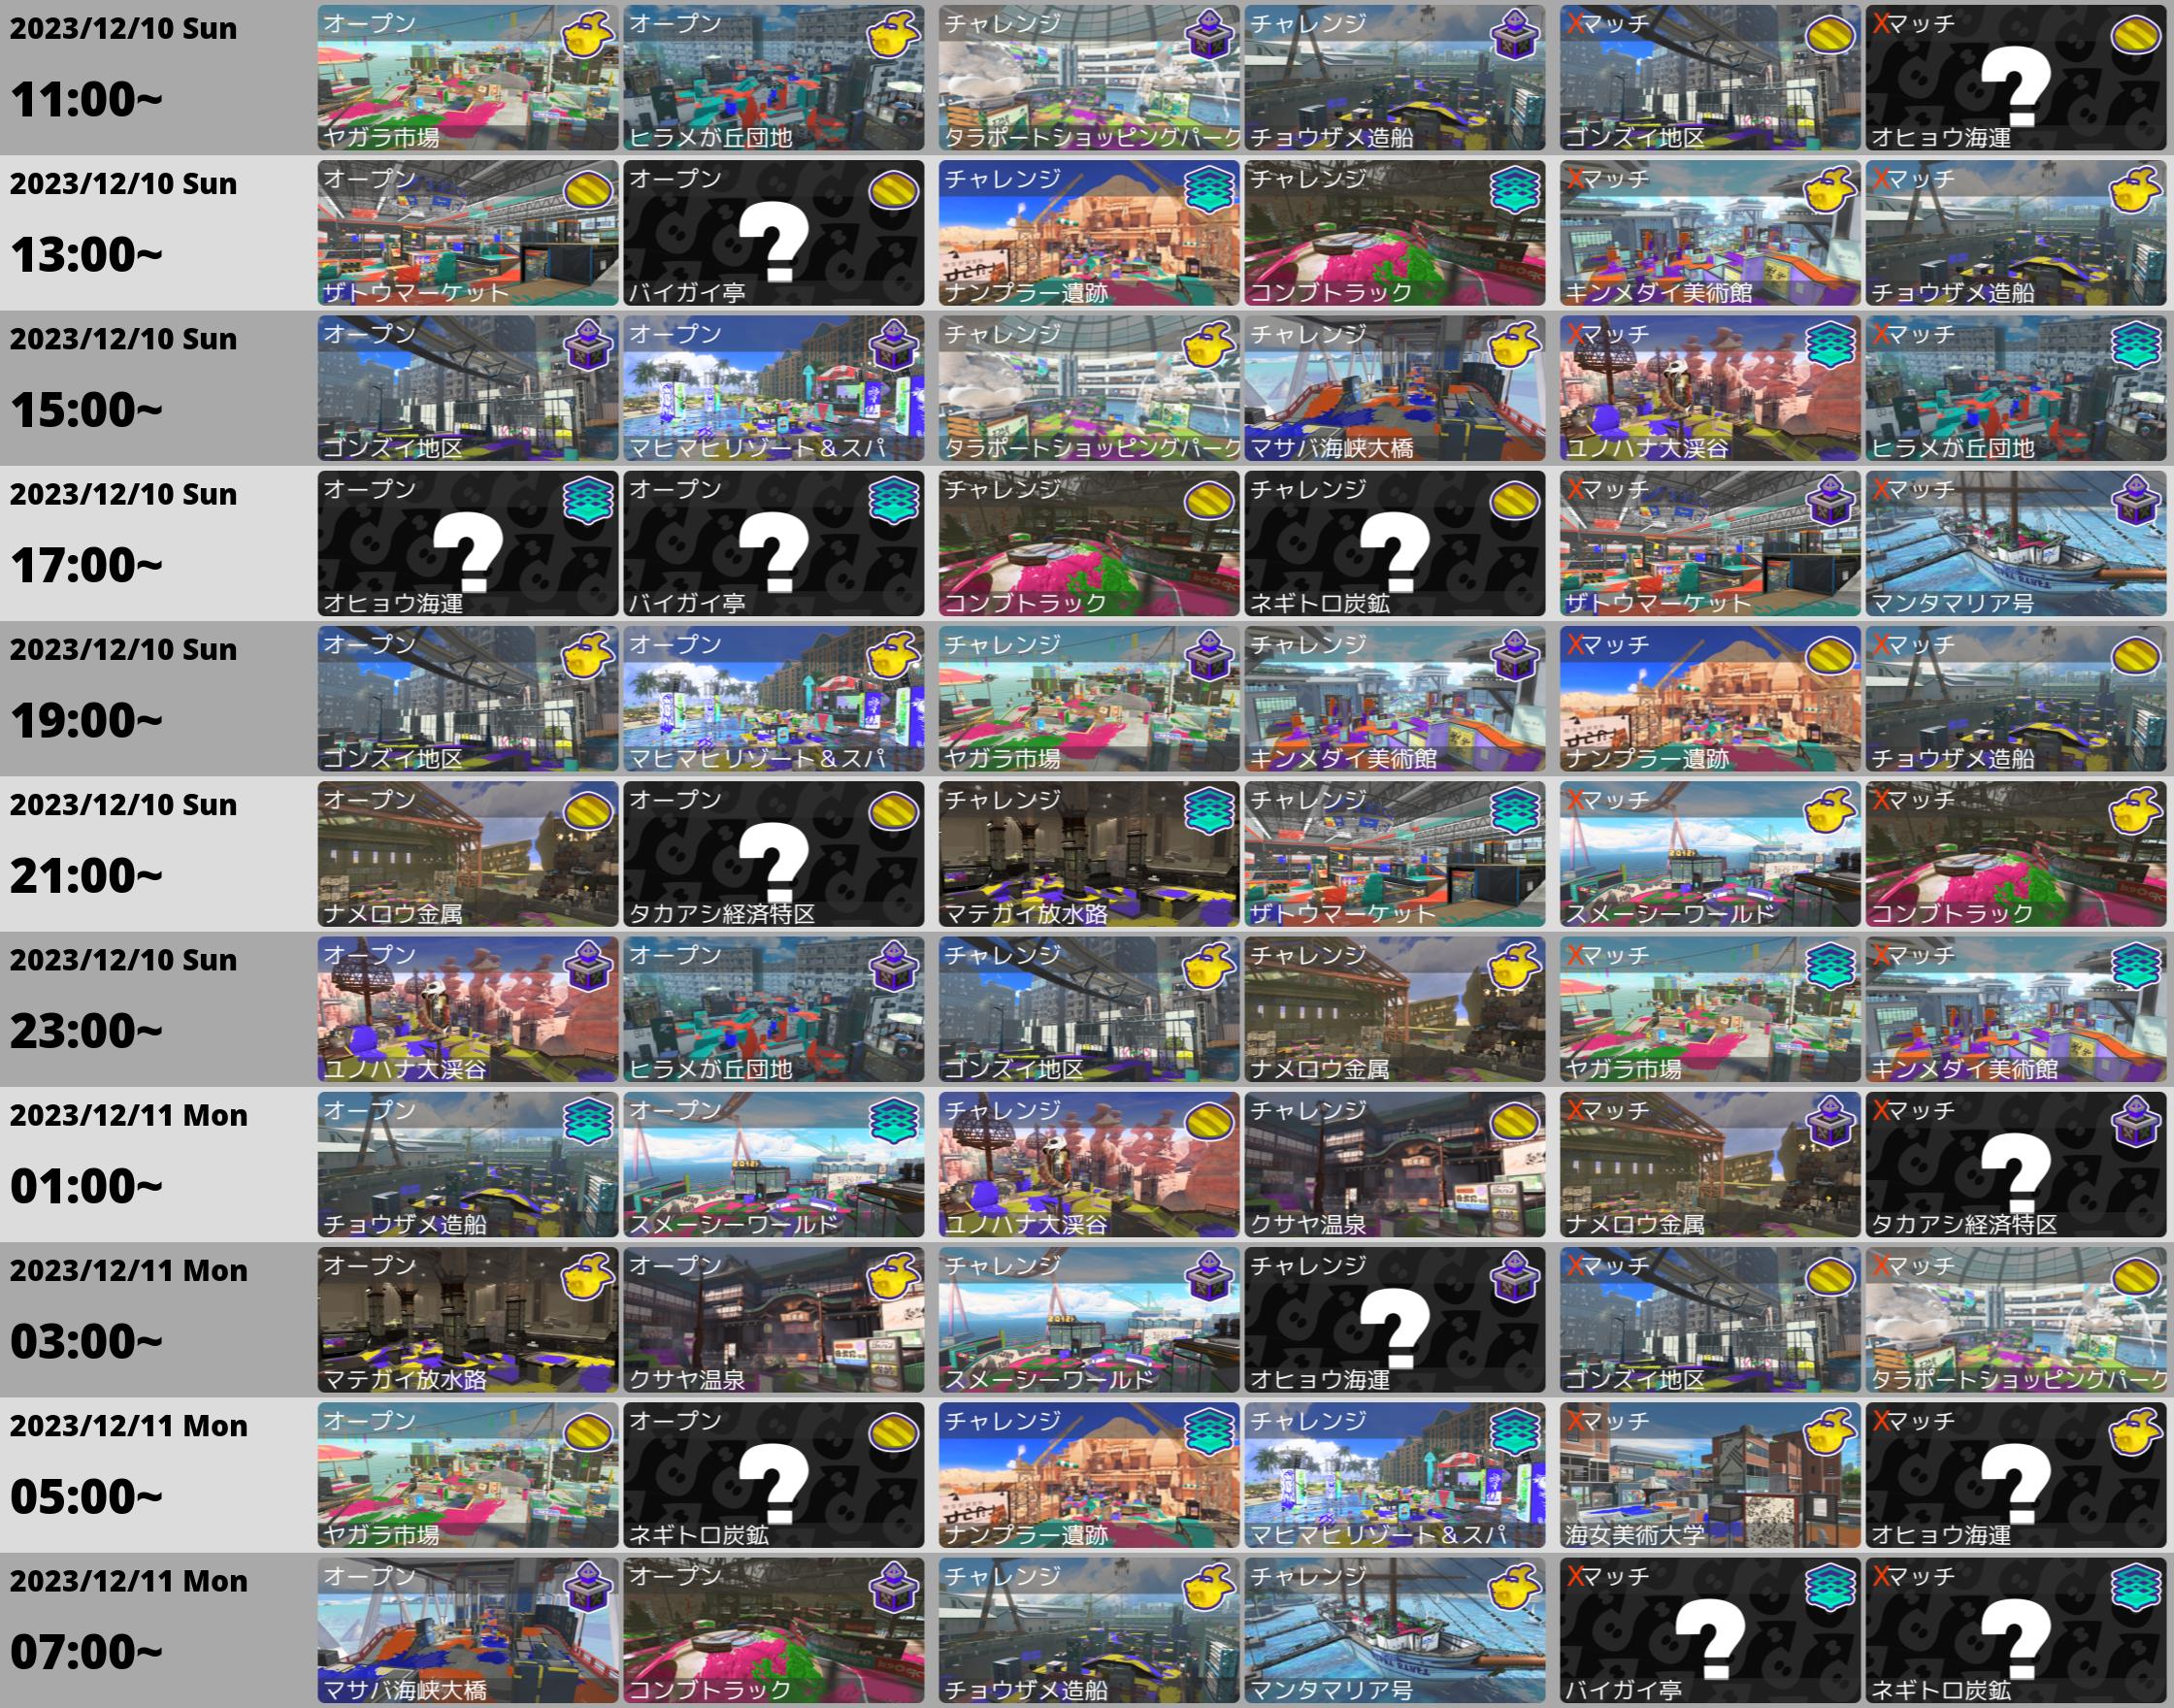 2023/12/10 Sun
11:00~
オープン
ヤガラ市場
オープン
ヒラメが丘団地
チャレンジ
タラポートショッピングパーク
チャレンジ
チョウザメ造船
Xマッチ
ゴンズイ地区
Xマッチ
?
オヒョウ海運
2023/12/10 Sun
13:00~
オープン
ザトウマーケット
オープン
?
バイガイ亭
チャレンジ
ナンプラー遺跡
チャレンジ
コンブトラック
Xマッチ
キンメダイ美術館
Xマッチ
チョウザメ造船
2023/12/10 Sun
15:00~
オープン
ゴンズイ地区
オープン
マヒマヒリゾート&スパ
チャレンジ
タラポートショッピングパーク
チャレンジ
マサバ海峡大橋
Xマッチ
ユノハナ大渓谷
Xマッチ
ヒラメが丘団地
2023/12/10 Sun
17:00~
オープン
?
オヒョウ海運
オープン
?
バイガイ亭
チャレンジ
コンブトラック
チャレンジ
?
ネギトロ炭鉱
Xマッチ
ザトウマーケット
Xマッチ
マンタマリア号
2023/12/10 Sun
19:00~
オープン
ゴンズイ地区
オープン
マヒマヒリゾート&スパ
チャレンジ
ヤガラ市場
チャレンジ
キンメダイ美術館
Xマッチ
ナンプラー遺跡
Xマッチ
チョウザメ造船
2023/12/10 Sun
21:00~
オープン
ナメロウ金属
オープン
?
タカアシ経済特区
チャレンジ
マテガイ放水路
チャレンジ
ザトウマーケット
Xマッチ
スメーシーワールド
Xマッチ
コンブトラック
2023/12/10 Sun
23:00~
オープン
ユノハナ大渓谷
オープン
ヒラメが丘団地
チャレンジ
ゴンズイ地区
チャレンジ
ナメロウ金属
Xマッチ
ヤガラ市場
Xマッチ
キンメダイ美術館
2023/12/11 Mon
01:00~
オープン
チョウザメ造船
オープン
スメーシーワールド
チャレンジ
ユノハナ大渓谷
チャレンジ
クサヤ温泉
Xマッチ
ナメロウ金属
Xマッチ
?
タカアシ経済特区
2023/12/11 Mon
03:00~
オープン
マテガイ放水路
オープン
クサヤ温泉
チャレンジ
スメーシーワールド
チャレンジ
?
オヒョウ海運
Xマッチ
ゴンズイ地区
Xマッチ
タラポートショッピングパーク
2023/12/11 Mon
05:00~
オープン
ヤガラ市場
オープン
?
ネギトロ炭鉱
チャレンジ
ナンプラー遺跡
チャレンジ
マヒマヒリゾート&スパ
Xマッチ
海女美術大学
Xマッチ
?
オヒョウ海運
2023/12/11 Mon
07:00~
オープン
マサバ海峡大橋
オープン
コンブトラック
チャレンジ
チョウザメ造船
チャレンジ
マンタマリア号
Xマッチ
?
バイガイ亭
Xマッチ
?
ネギトロ炭鉱